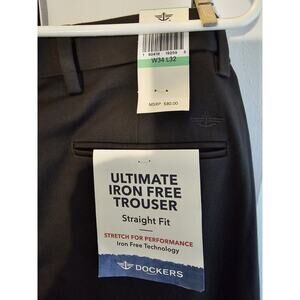 W34 L32
MSRP $80.00
ULTIMATE
IRON FREE
TROUSER
Straight Fit
STRETCH FOR PERFORMANCE
Iron Free Technology
DOCKERS